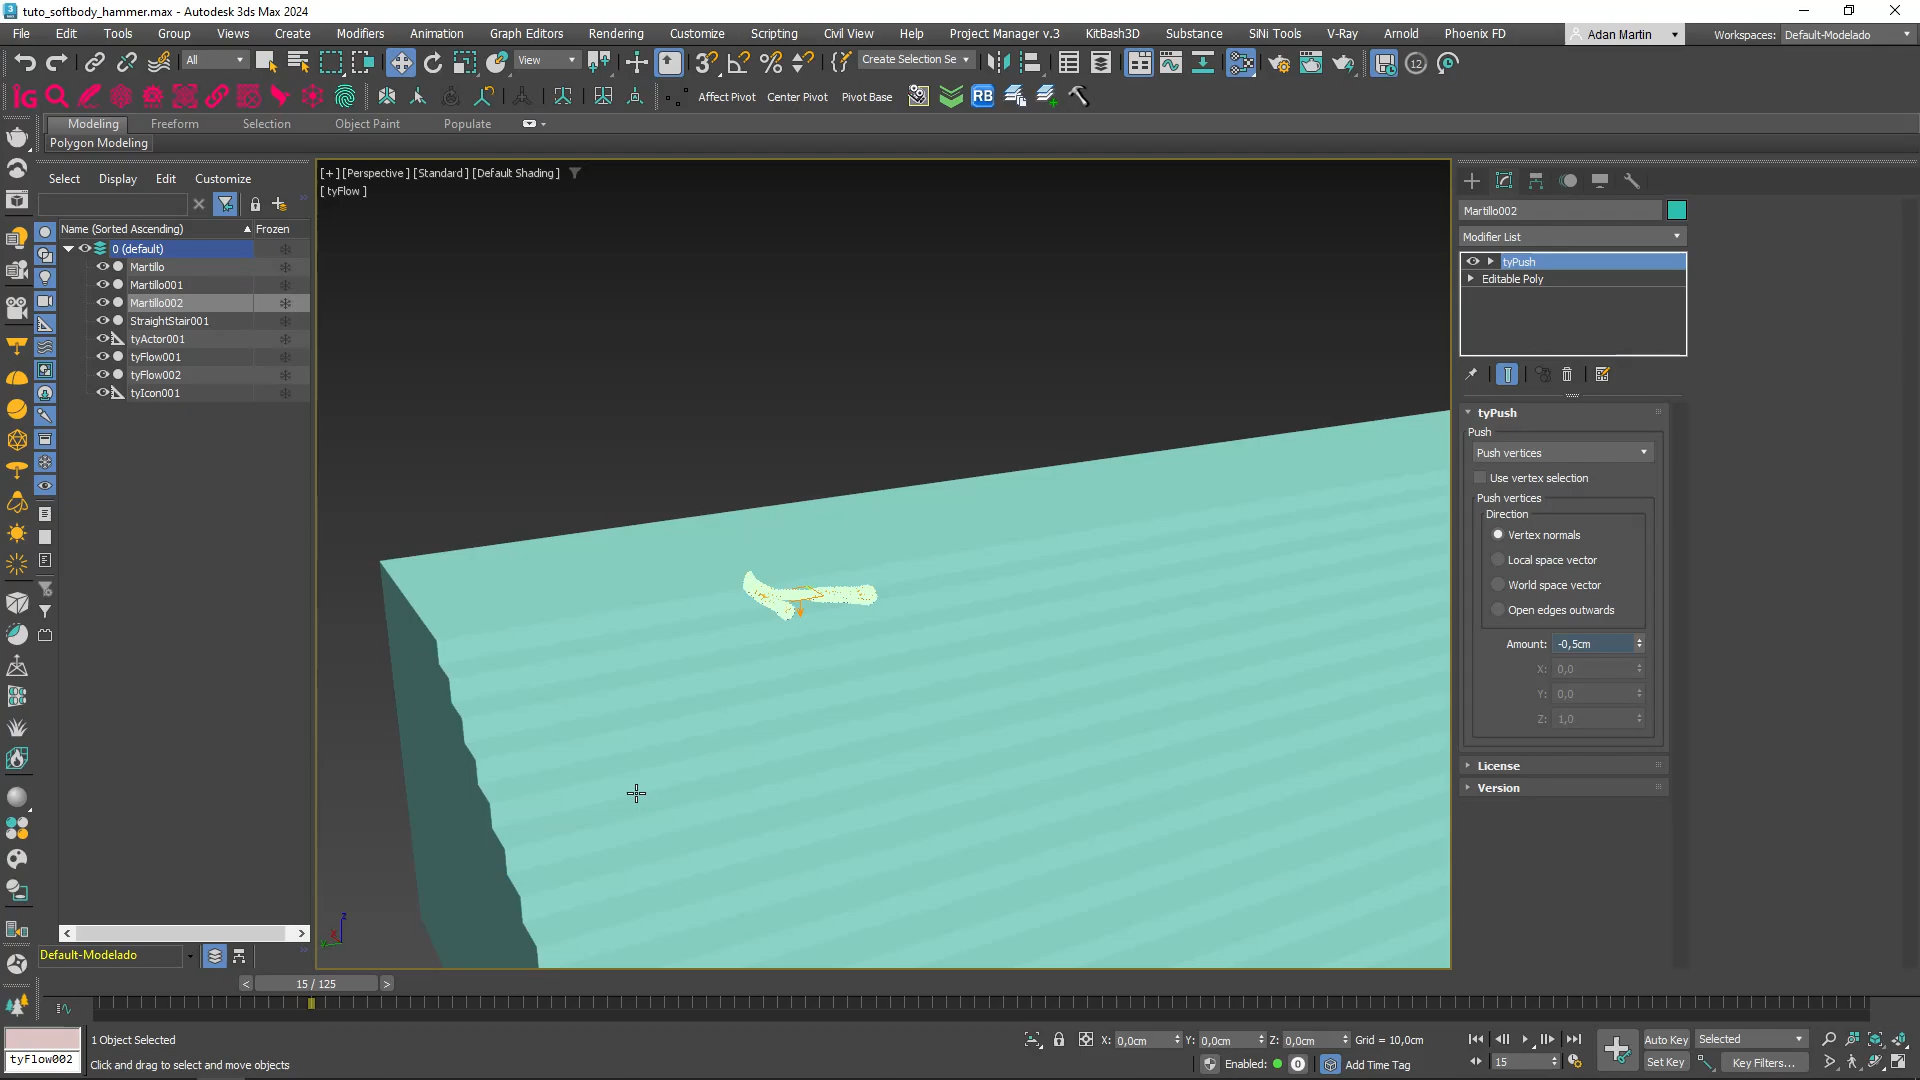 tuto_softbody_hammer.max - Autodesk 3ds Max 2024
File Edit Tools Group Views Create Modifiers Animation Graph Editors Rendering Customize Scripting Civil View Help Project Manager v.3 KitBash3D Substance SiNi Tools V-Ray Arnold Phoenix FD Adan Martin Workspaces: Default-Modelado
All View Create Selection Se 12
iG Affect Pivot Center Pivot Pivot Base RB
Modeling Freeform Selection Object Paint Populate
Polygon Modeling
Select Display Edit Customize
Name (Sorted Ascending) Frozen
0 (default)
Martillo
Martillo001
Martillo002
StraightStair001
tyActor001
tyFlow001
tyFlow002
tyIcon001
Default-Modelado
[+] [Perspective ] [Standard ] [Default Shading ]
[ tyFlow ]
z
x
y
Martillo002
Modifier List
tyPush
Editable Poly
tyPush
Push
Push vertices
Use vertex selection
Push vertices
Direction
Vertex normals
Local space vector
World space vector
Open edges outwards
Amount: -0,5cm
X: 0,0
Y: 0,0
Z: 1,0
License
Version
< 15 / 125 >
tyFlow002
1 Object Selected
Click and drag to select and move objects
X: 0,0cm Y: 0,0cm Z: 0,0cm Grid = 10,0cm
Enabled: 0 Add Time Tag
15
Auto Key Selected
Set Key Key Filters...